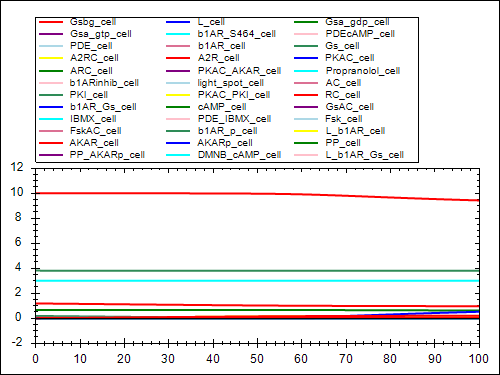 Gsbg_cell L_cell Gsa_gdp_cell
Gsa_gtp_cell b1AR_S464_cell PDEcAMP_cell
PDE_cell b1AR_cell Gs_cell
A2RC_cell A2R_cell PKAC_cell
ARC_cell PKAC_AKAR_cell Propranolol_cell
b1ARinhib_cell light_spot_cell AC_cell
PKI_cell PKAC_PKI_cell RC_cell
b1AR_Gs_cell cAMP_cell GsAC_cell
IBMX_cell PDE_IBMX_cell Fsk_cell
FskAC_cell b1AR_p_cell L_b1AR_cell
AKAR_cell AKARp_cell PP_cell
PP_AKARp_cell DMNB_cAMP_cell L_b1AR_Gs_cell
12
10
8
6
4
2
0
-2
0 10 20 30 40 50 60 70 80 90 100